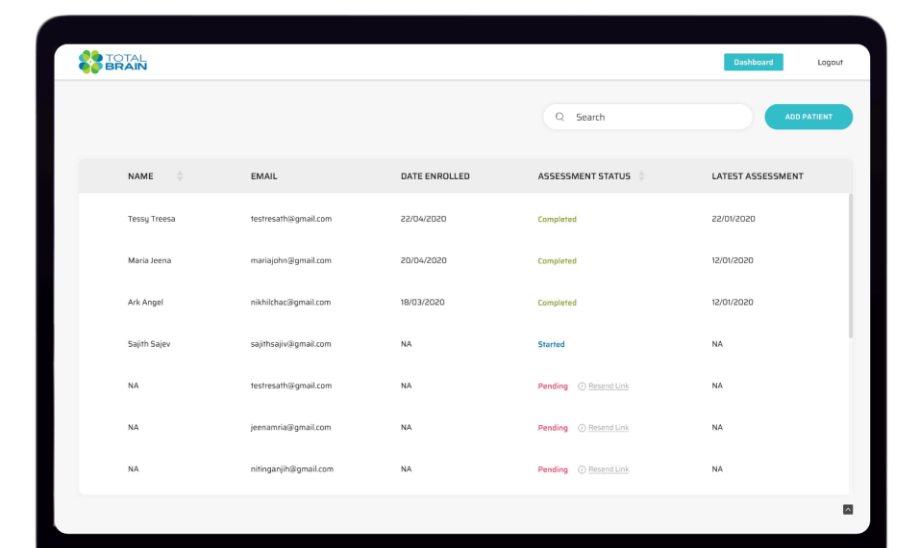 TOTAL
BRAIN
Dashboard
Logout
Search
ADD PATIENT
NAME EMAIL DATE ENROLLED ASSESSMENT STATUS LATEST ASSESSMENT
Tessy Treesa testresath@gmail.com 22/04/2020 Completed 22/01/2020
Maria Jeena mariajohn@gmail.com 20/04/2020 Completed 12/01/2020
Ark Angel nikhilchac@gmail.com 18/03/2020 Completed 12/01/2020
Sajith Sajev sajithsajiv@gmail.com NA Started NA
NA testresath@gmail.com NA Pending Resend Link NA
NA jeenamria@gmail.com NA Pending Resend Link NA
NA nitinganjih@gmail.com NA Pending Resend Link NA